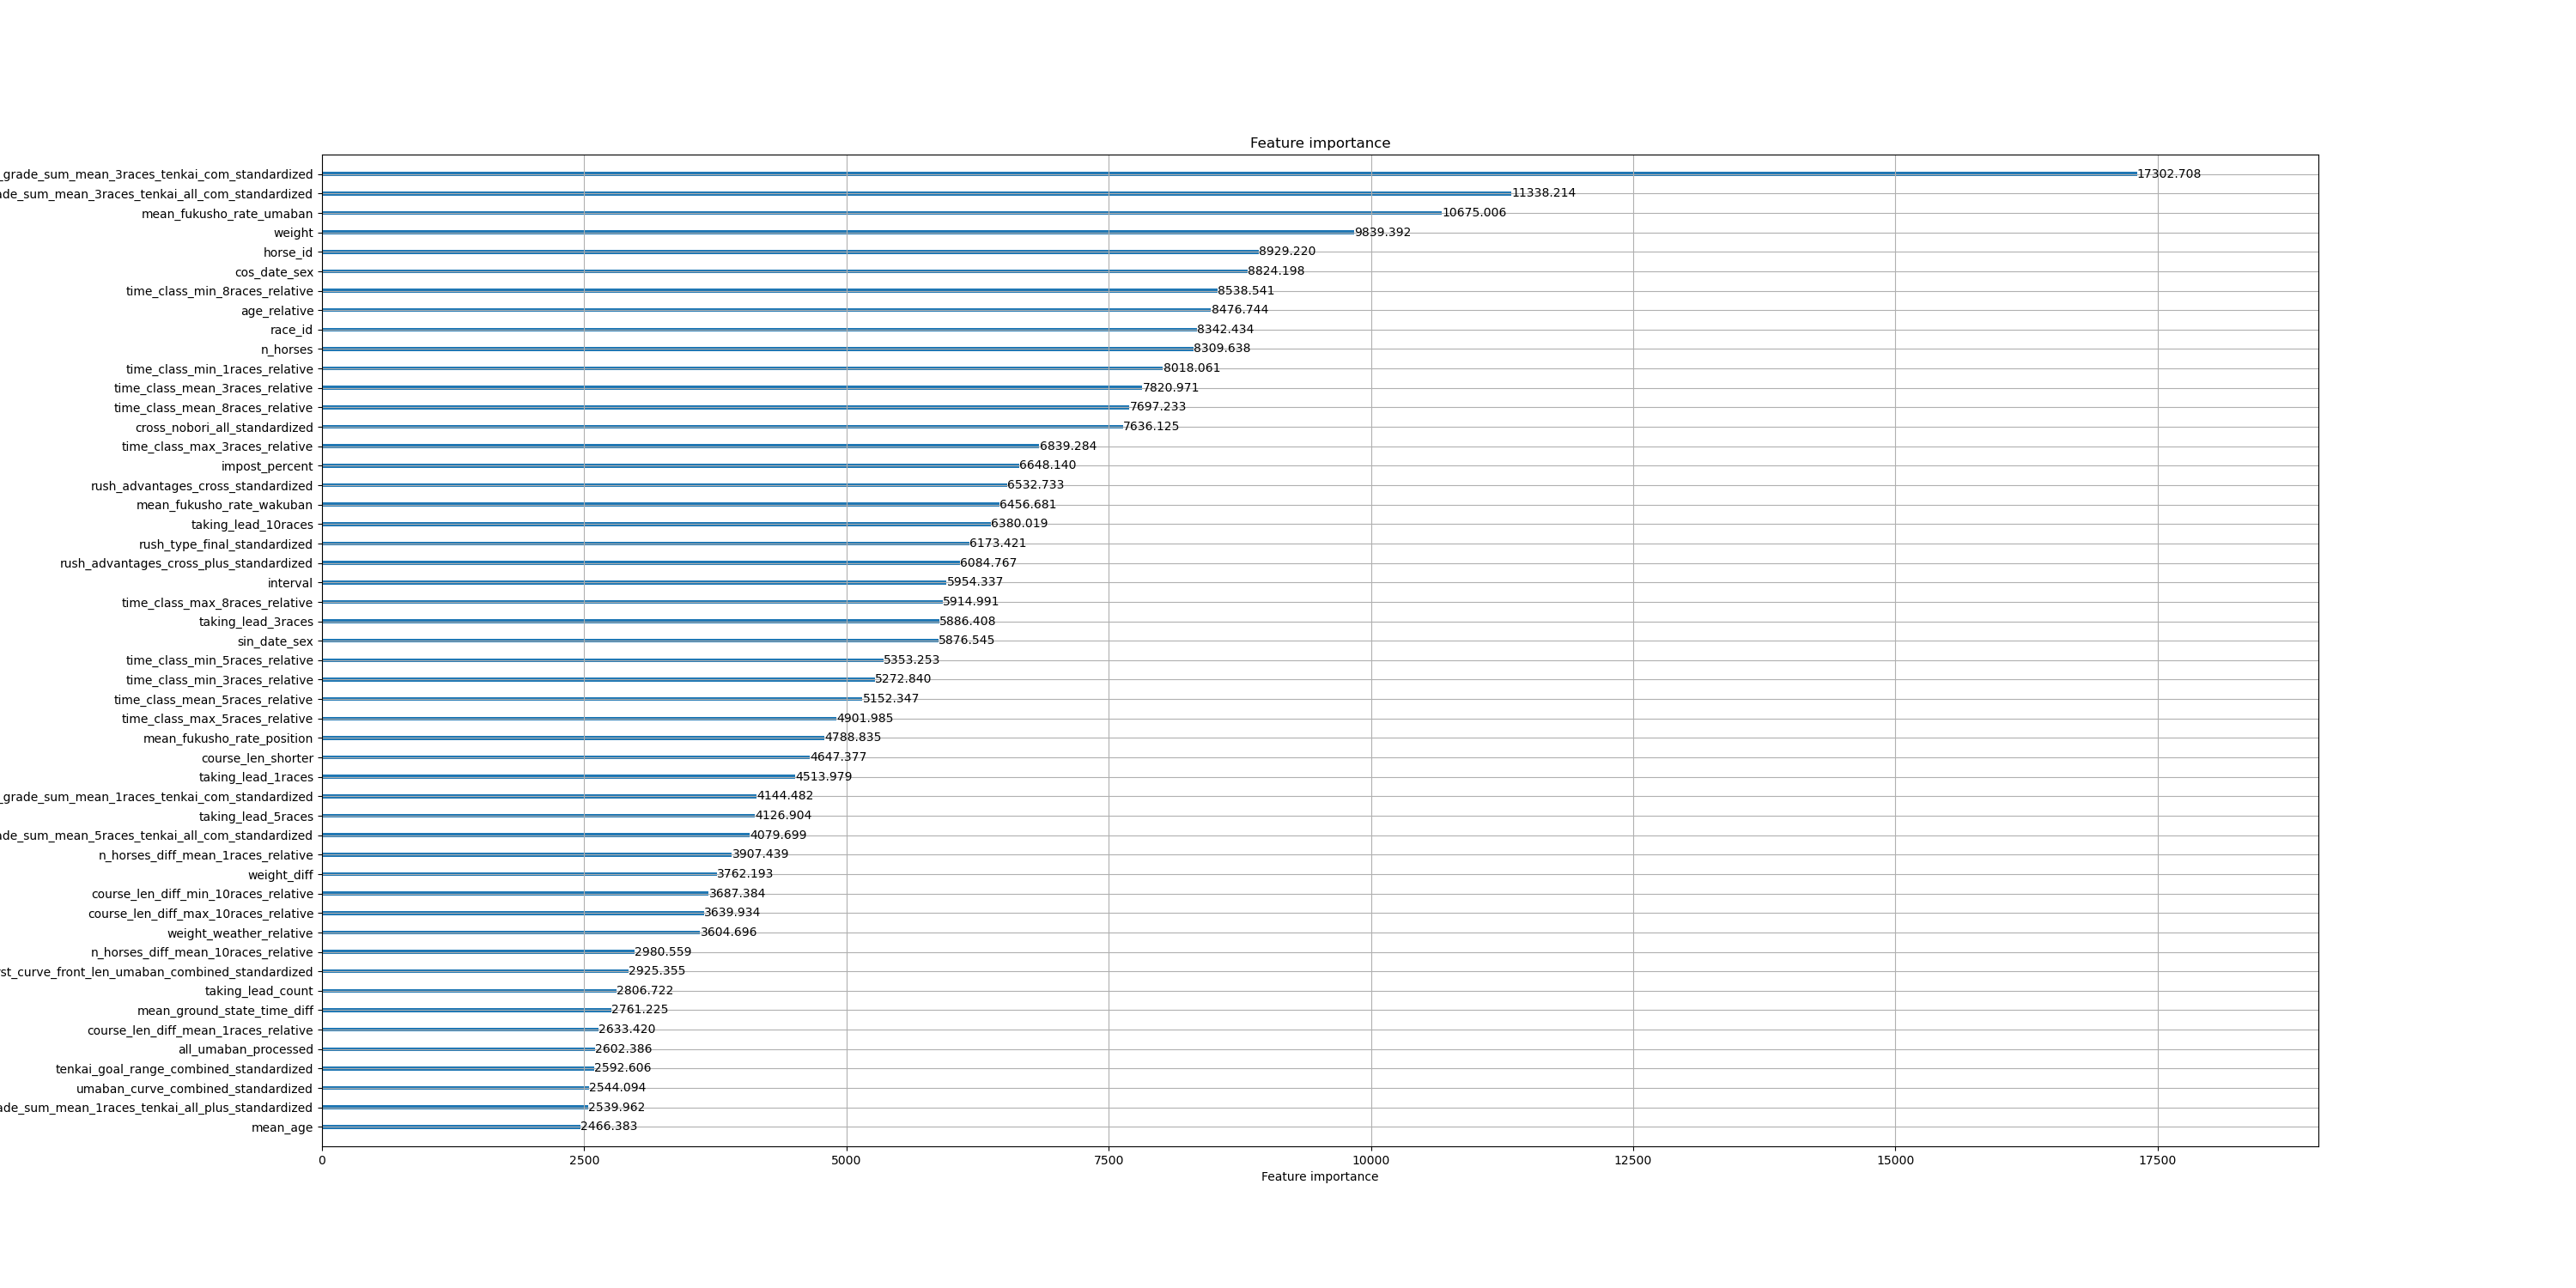 Feature importance
_grade_sum_mean_3races_tenkai_com_standardized 17302.708
ade_sum_mean_3races_tenkai_all_com_standardized 11338.214
mean_fukusho_rate_umaban 10675.006
weight 9839.392
horse_id 8929.220
cos_date_sex 8824.198
time_class_min_8races_relative 8538.541
age_relative 8476.744
race_id 8342.434
n_horses 8309.638
time_class_min_1races_relative 8018.061
time_class_mean_3races_relative 7820.971
time_class_mean_8races_relative 7697.233
cross_nobori_all_standardized 7636.125
time_class_max_3races_relative 6839.284
impost_percent 6648.140
rush_advantages_cross_standardized 6532.733
mean_fukusho_rate_wakuban 6456.681
taking_lead_10races 6380.019
rush_type_final_standardized 6173.421
rush_advantages_cross_plus_standardized 6084.767
interval 5954.337
time_class_max_8races_relative 5914.991
taking_lead_3races 5886.408
sin_date_sex 5876.545
time_class_min_5races_relative 5353.253
time_class_min_3races_relative 5272.840
time_class_mean_5races_relative 5152.347
time_class_max_5races_relative 4901.985
mean_fukusho_rate_position 4788.835
course_len_shorter 4647.377
taking_lead_1races 4513.979
_grade_sum_mean_1races_tenkai_com_standardized 4144.482
taking_lead_5races 4126.904
ade_sum_mean_5races_tenkai_all_com_standardized 4079.699
n_horses_diff_mean_1races_relative 3907.439
weight_diff 3762.193
course_len_diff_min_10races_relative 3687.384
course_len_diff_max_10races_relative 3639.934
weight_weather_relative 3604.696
n_horses_diff_mean_10races_relative 2980.559
st_curve_front_len_umaban_combined_standardized 2925.355
taking_lead_count 2806.722
mean_ground_state_time_diff 2761.225
course_len_diff_mean_1races_relative 2633.420
all_umaban_processed 2602.386
tenkai_goal_range_combined_standardized 2592.606
umaban_curve_combined_standardized 2544.094
ade_sum_mean_1races_tenkai_all_plus_standardized 2539.962
mean_age 2466.383
0 2500 5000 7500 10000 12500 15000 17500
Feature importance